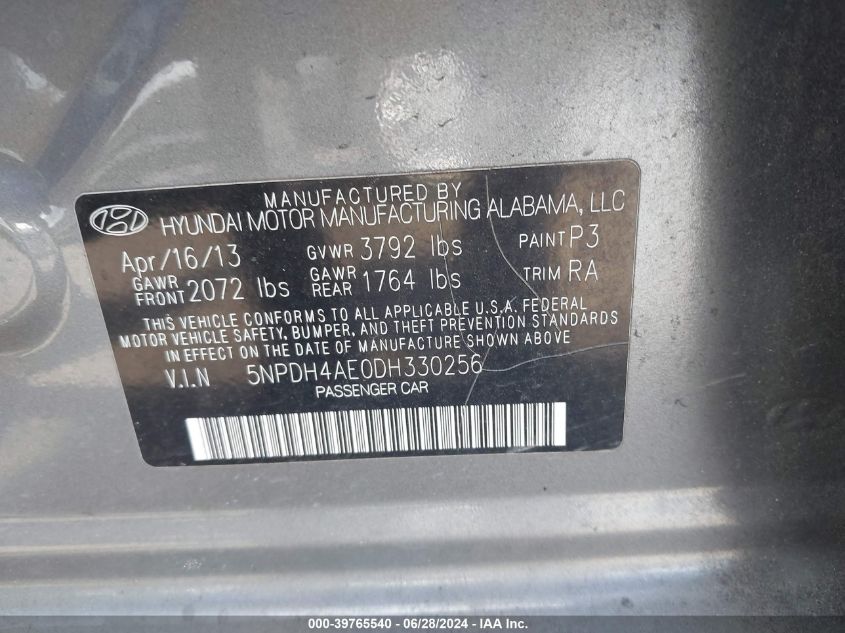 MANUFACTURED BY
HYUNDAI MOTOR MANUFACTURING ALABAMA, LLC
Apr/16/13 GVWR 3792 lbs PAINT P3
GAWR FRONT 2072 lbs GAWR REAR 1764 lbs TRIM RA
THIS VEHICLE CONFORMS TO ALL APPLICABLE U.S.A. FEDERAL
MOTOR VEHICLE SAFETY, BUMPER, AND THEFT PREVENTION STANDARDS
IN EFFECT ON THE DATE OF MANUFACTURE SHOWN ABOVE
V.I.N 5NPDH4AE0DH330256
PASSENGER CAR
000-39765540 - 06/28/2024 - IAA, Inc.